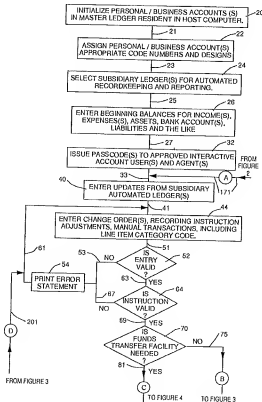 INITIALIZE PERSONAL / BUSINESS ACCOUNTS (S)
IN MASTER LEDGER RESIDENT IN HOST COMPUTER.
20
21
22
ASSIGN PERSONAL / BUSINESS ACCOUNT(S)
APPROPRIATE CODE NUMBERS AND DESIGNS
23
24
SELECT SUBSIDIARY LEDGER(S) FOR AUTOMATED
RECORDKEEPING AND REPORTING.
25
26
ENTER BEGINNING BALANCES FOR INCOME(S),
EXPENSES(S), ASSETS, BANK ACCOUNT(S),
LIABILITIES AND THE LIKE
27
32
ISSUE PASSCODE(S) TO APPROVED INTERACTIVE
ACCOUNT USER(S) AND AGENT(S)
FROM
FIGURE
2
33
A
171
40
ENTER UPDATES FROM SUBSIDIARY
AUTOMATED LEDGER(S)
41
44
61
ENTER CHANGE ORDER(S), RECORDING INSTRUCTION
ADJUSTMENTS, MANUAL TRANSACTIONS, INCLUDING
LINE ITEM CATEGORY CODE.
51
54
53
NO
IS
ENTRY
VALID
?
52
PRINT ERROR
STATEMENT
63
YES
64
67
NO
IS
INSTRUCTION
VALID
?
69
YES
70
D
201
IS
FUNDS
TRANSFER FACILITY
NEEDED
?
NO
75
81
YES
FROM FIGURE 3
C
B
TO FIGURE 4
TO FIGURE 3